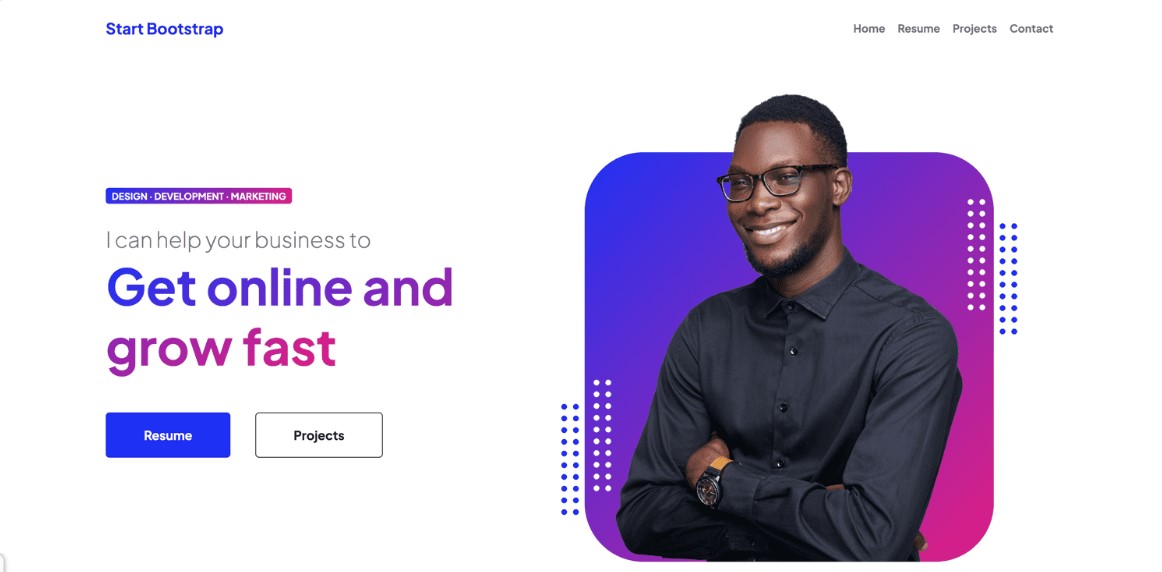 Start Bootstrap
Home Resume Projects Contact
DESIGN · DEVELOPMENT · MARKETING
I can help your business to
Get online and
grow fast
Resume Projects